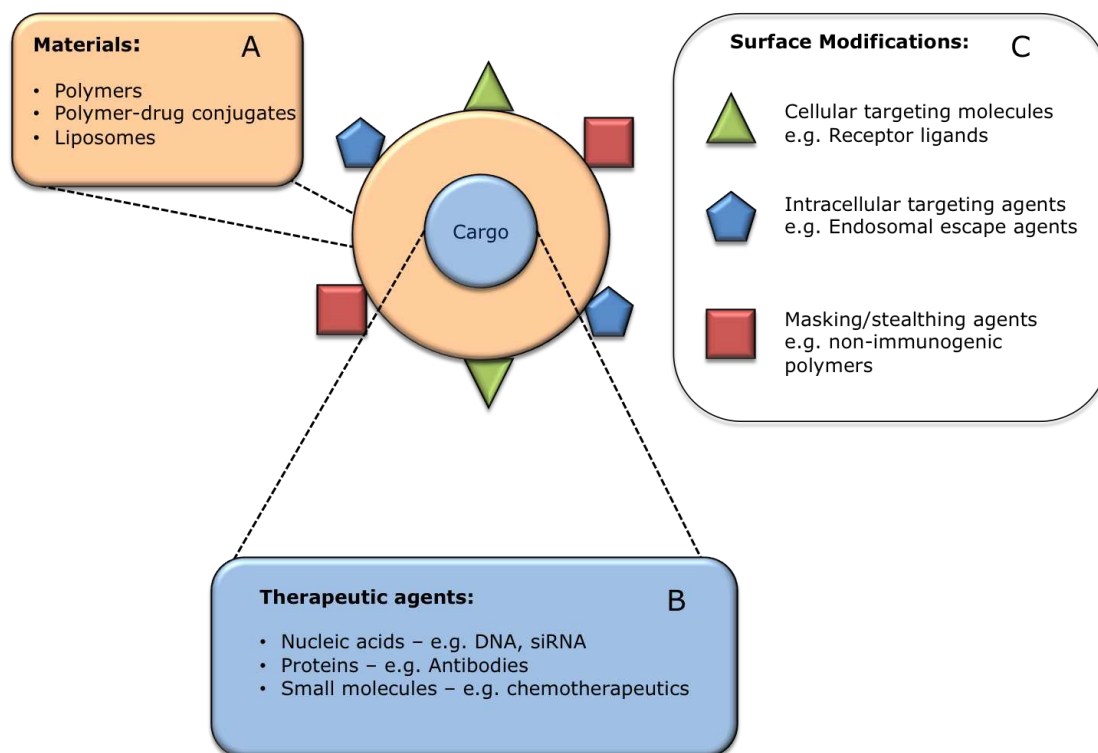 Materials: A
• Polymers
• Polymer-drug conjugates
• Liposomes
Cargo
Surface Modifications: C
Cellular targeting molecules
e.g. Receptor ligands
Intracellular targeting agents
e.g. Endosomal escape agents
Masking/stealthing agents
e.g. non-immunogenic
polymers
Therapeutic agents: B
• Nucleic acids – e.g. DNA, siRNA
• Proteins – e.g. Antibodies
• Small molecules – e.g. chemotherapeutics